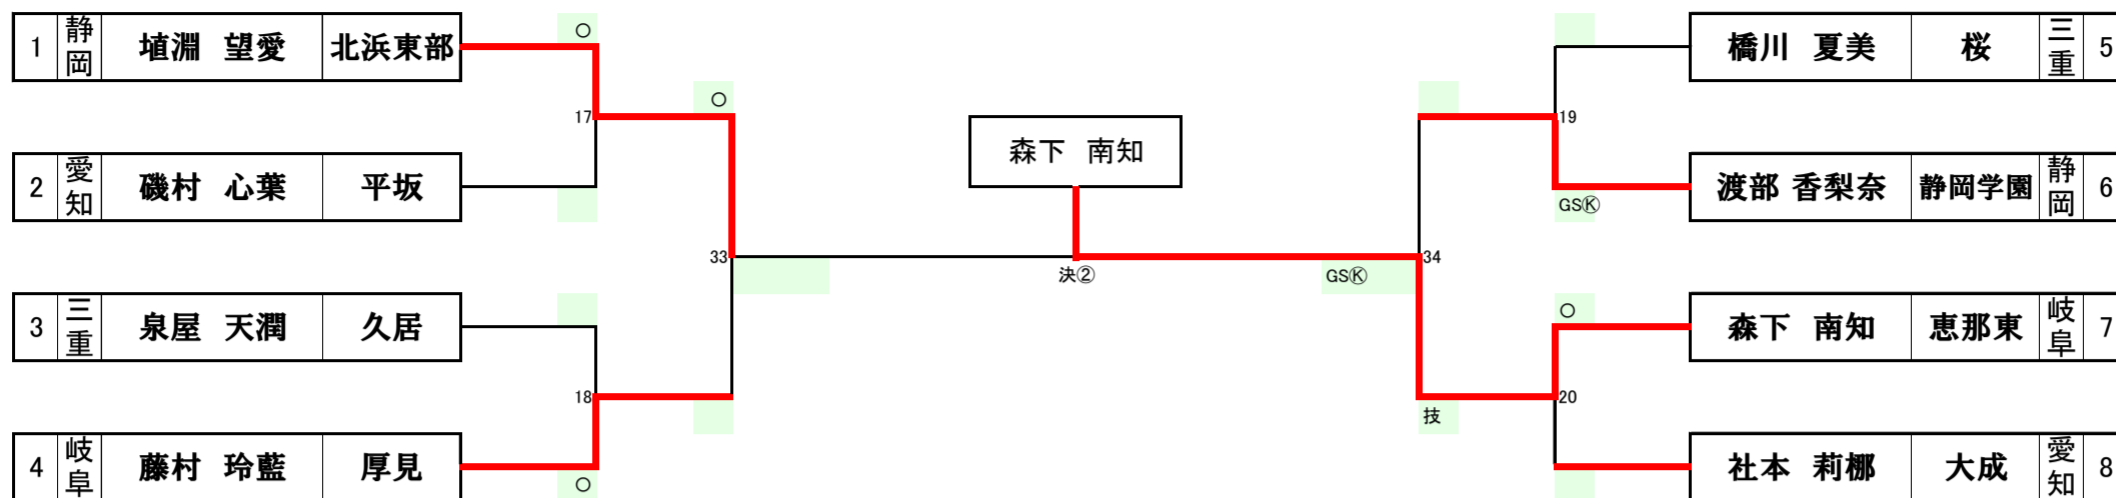 1 静岡 埴淵 望愛 北浜東部
○
17
2 愛知 磯村 心葉 平坂
○
33
3 三重 泉屋 天潤 久居
18
4 岐阜 藤村 玲藍 厚見
○
森下 南知
決②
GSⓀ
橋川 夏美 桜 三重 5
19
渡部 香梨奈 静岡学園 静岡 6
GSⓀ
34
森下 南知 恵那東 岐阜 7
○
20
技
社本 莉梛 大成 愛知 8